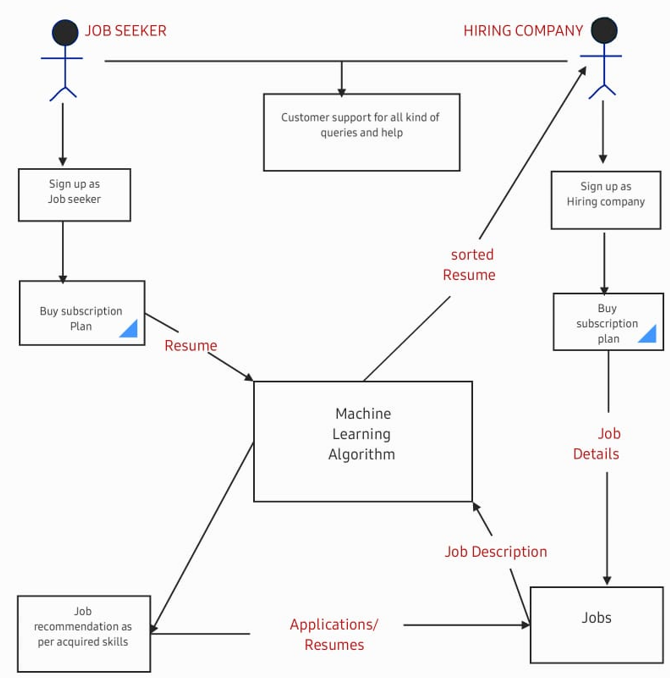 JOB SEEKER
HIRING COMPANY
Customer support for all kind of
queries and help
Sign up as
Job seeker
Sign up as
Hiring company
sorted
Resume
Buy subscription
Plan
Buy
subscription
plan
Resume
Machine
Learning
Algorithm
Job
Details
Job Description
Job
recommendation as
per acquired skills
Applications/
Resumes
Jobs